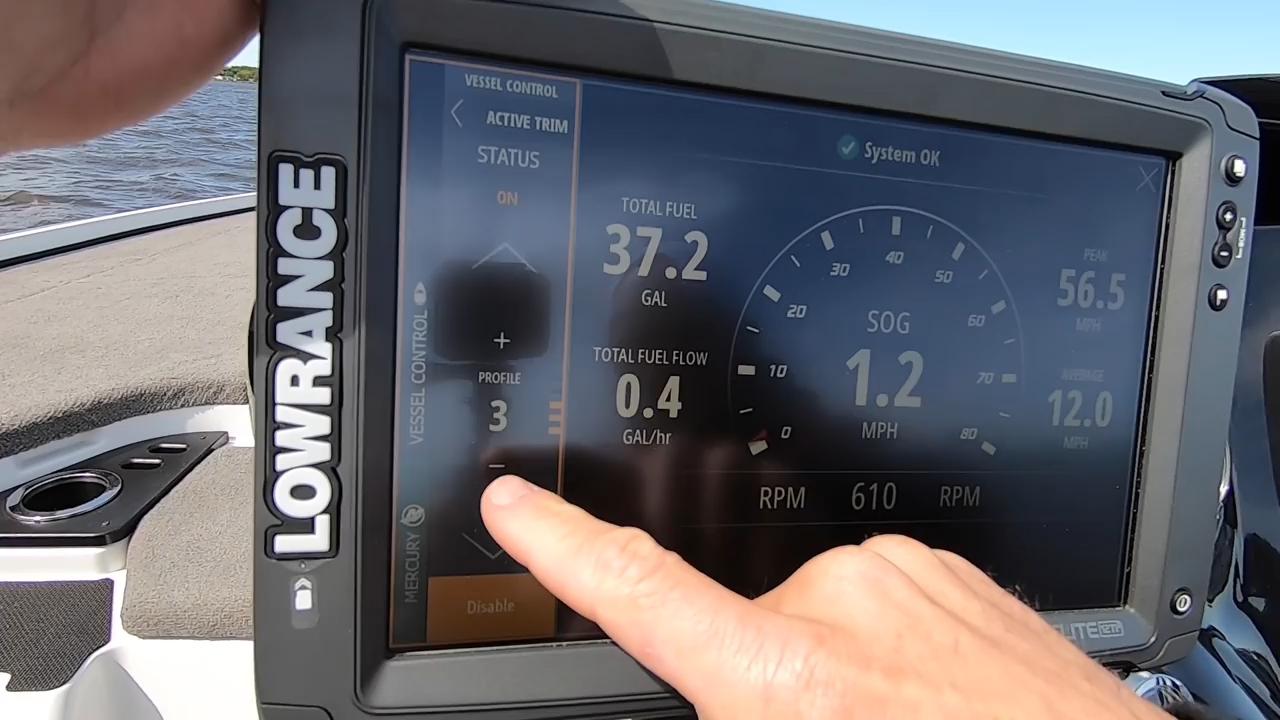 LOWRANCE
VESSEL CONTROL
ACTIVE TRIM
STATUS
ON
+
PROFILE
3
−
Disable
VESSEL CONTROL
MERCURY
System OK
TOTAL FUEL
37.2
GAL
TOTAL FUEL FLOW
0.4
GAL/hr
0
10
20
30
40
50
60
70
80
SOG
1.2
MPH
RPM 610 RPM
PEAK
56.5
MPH
AVERAGE
12.0
MPH